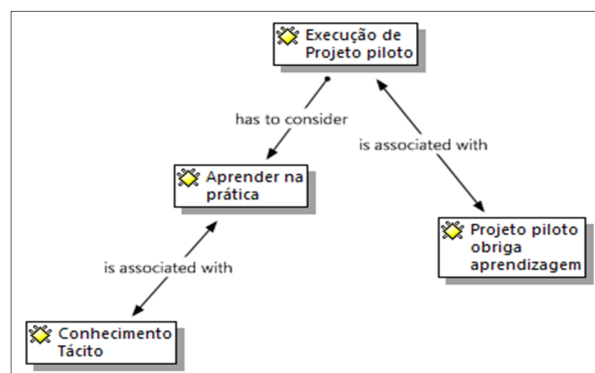 Execução de
Projeto piloto
has to consider
is associated with
Aprender na
prática
Projeto piloto
obriga
aprendizagem
is associated with
Conhecimento
Tácito